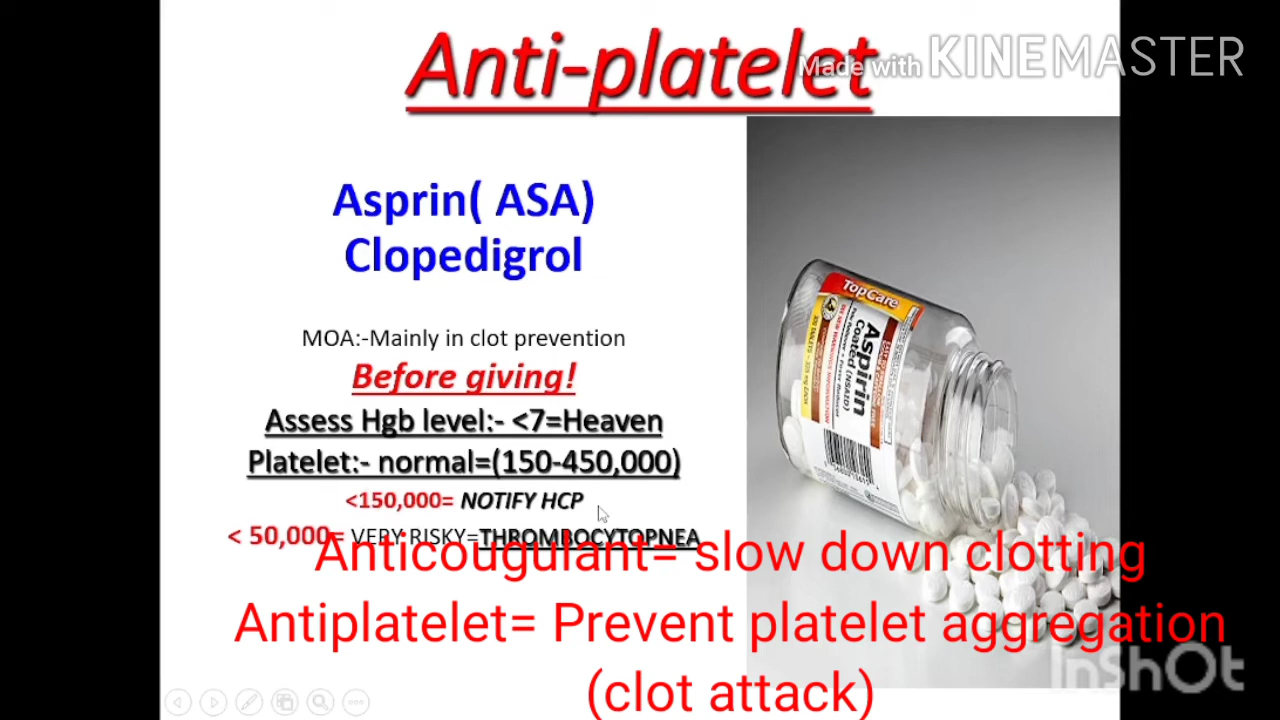 Anti-platelet
Made with KINEMASTER
Asprin( ASA)
Clopedigrol
MOA:-Mainly in clot prevention
Before giving!
Assess Hgb level:- <7=Heaven
Platelet:- normal=(150-450,000)
<150,000= NOTIFY HCP
< 50,000= VERY RISKY=THROMBOCYTOPNEA
Anticougulant= slow down clotting
Antiplatelet= Prevent platelet aggregation
(clot attack)
TopCare
Aspirin
Coated (NSAID)
InShOt